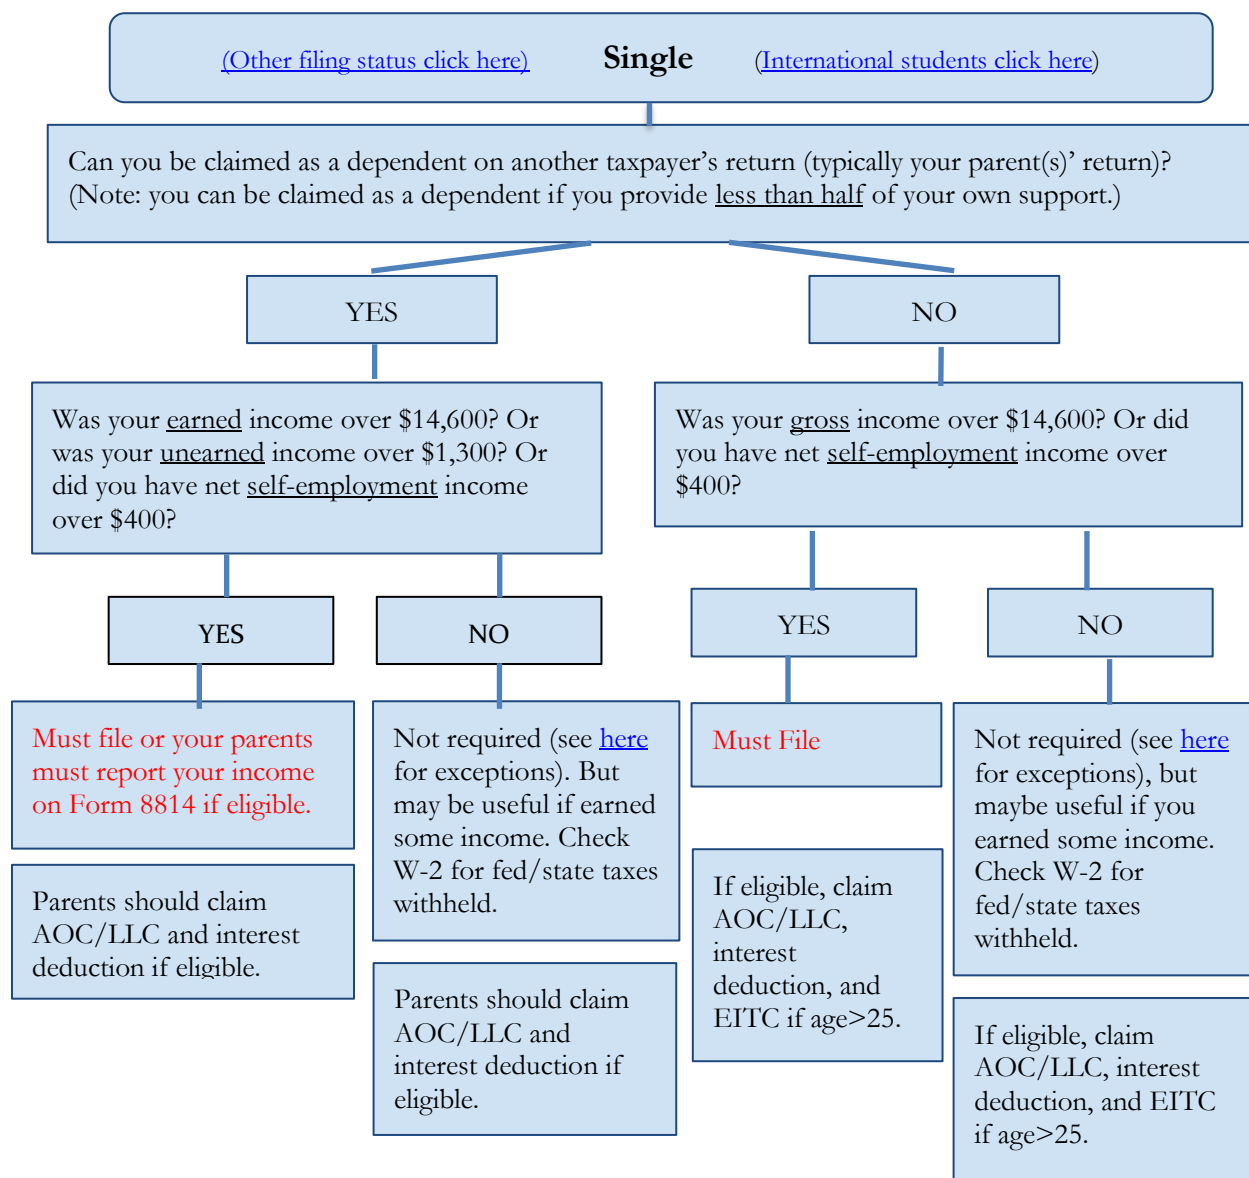 (Other filing status click here) Single (International students click here)
Can you be claimed as a dependent on another taxpayer’s return (typically your parent(s)’ return)?
(Note: you can be claimed as a dependent if you provide less than half of your own support.)
YES
NO
Was your earned income over $14,600? Or
was your unearned income over $1,300? Or
did you have net self-employment income
over $400?
Was your gross income over $14,600? Or did
you have net self-employment income over
$400?
YES
NO
YES
NO
Must file or your parents
must report your income
on Form 8814 if eligible.
Parents should claim
AOC/LLC and interest
deduction if eligible.
Not required (see here
for exceptions). But
may be useful if earned
some income. Check
W-2 for fed/state taxes
withheld.
Parents should claim
AOC/LLC and
interest deduction if
eligible.
Must File
If eligible, claim
AOC/LLC,
interest
deduction, and
EITC if age>25.
Not required (see here
for exceptions), but
maybe useful if you
earned some income.
Check W-2 for
fed/state taxes
withheld.
If eligible, claim
AOC/LLC, interest
deduction, and EITC
if age>25.